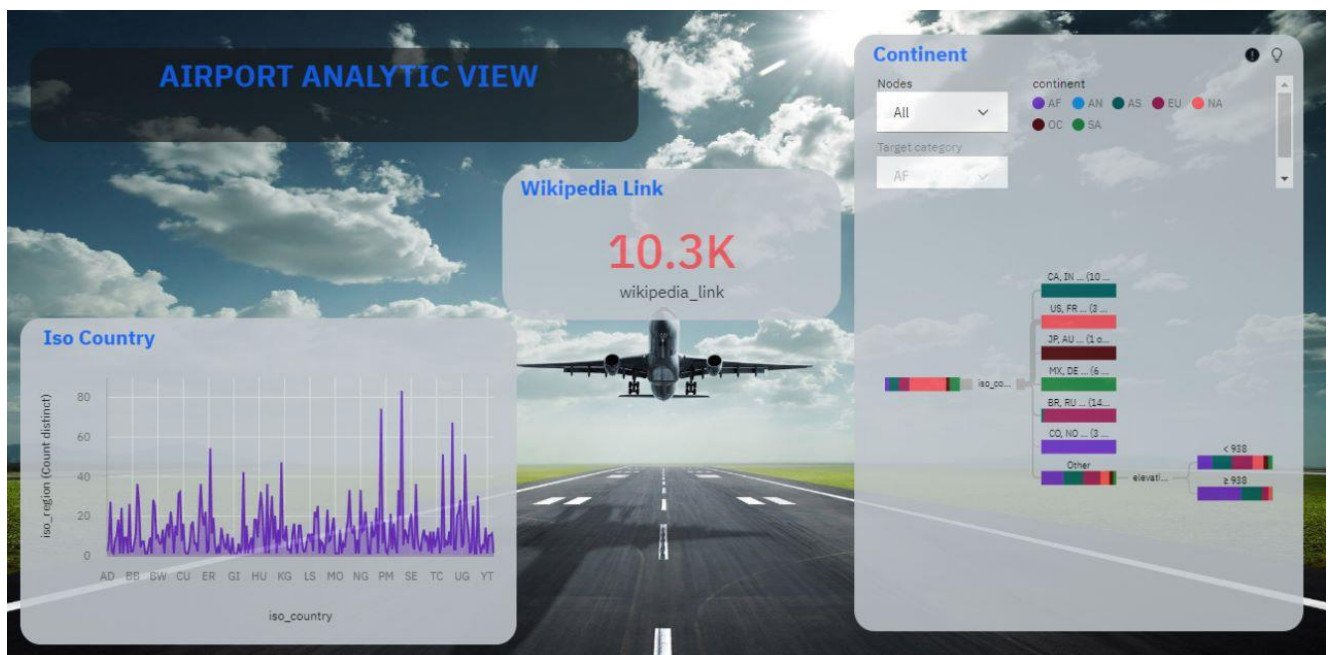 AIRPORT ANALYTIC VIEW
Wikipedia Link
10.3K
wikipedia_link
Iso Country
iso_region (Count distinct)
80
60
40
20
0
AD BB BW CU ER GI HU KG LS MO NG PM SE TC UG YT
iso_country
Continent
Nodes
All
Target category
AF
continent
AF AN AS EU NA
OC SA
CA, IN ... (10 ...
US, FR ... (3 ...
JP, AU ... (1 o...
MX, DE ... (6 ...
BR, RU ... (14...
CO, NO ... (3 ...
Other
iso_co...
elevati...
< 938
≥ 938